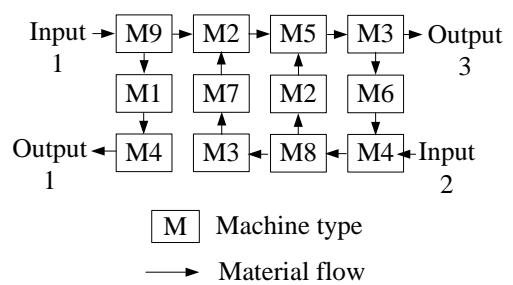 Input 1
M9
M2
M5
M3
Output 3
M1
M7
M2
M6
Output 1
M4
M3
M8
M4
Input 2
M
Machine type
Material flow